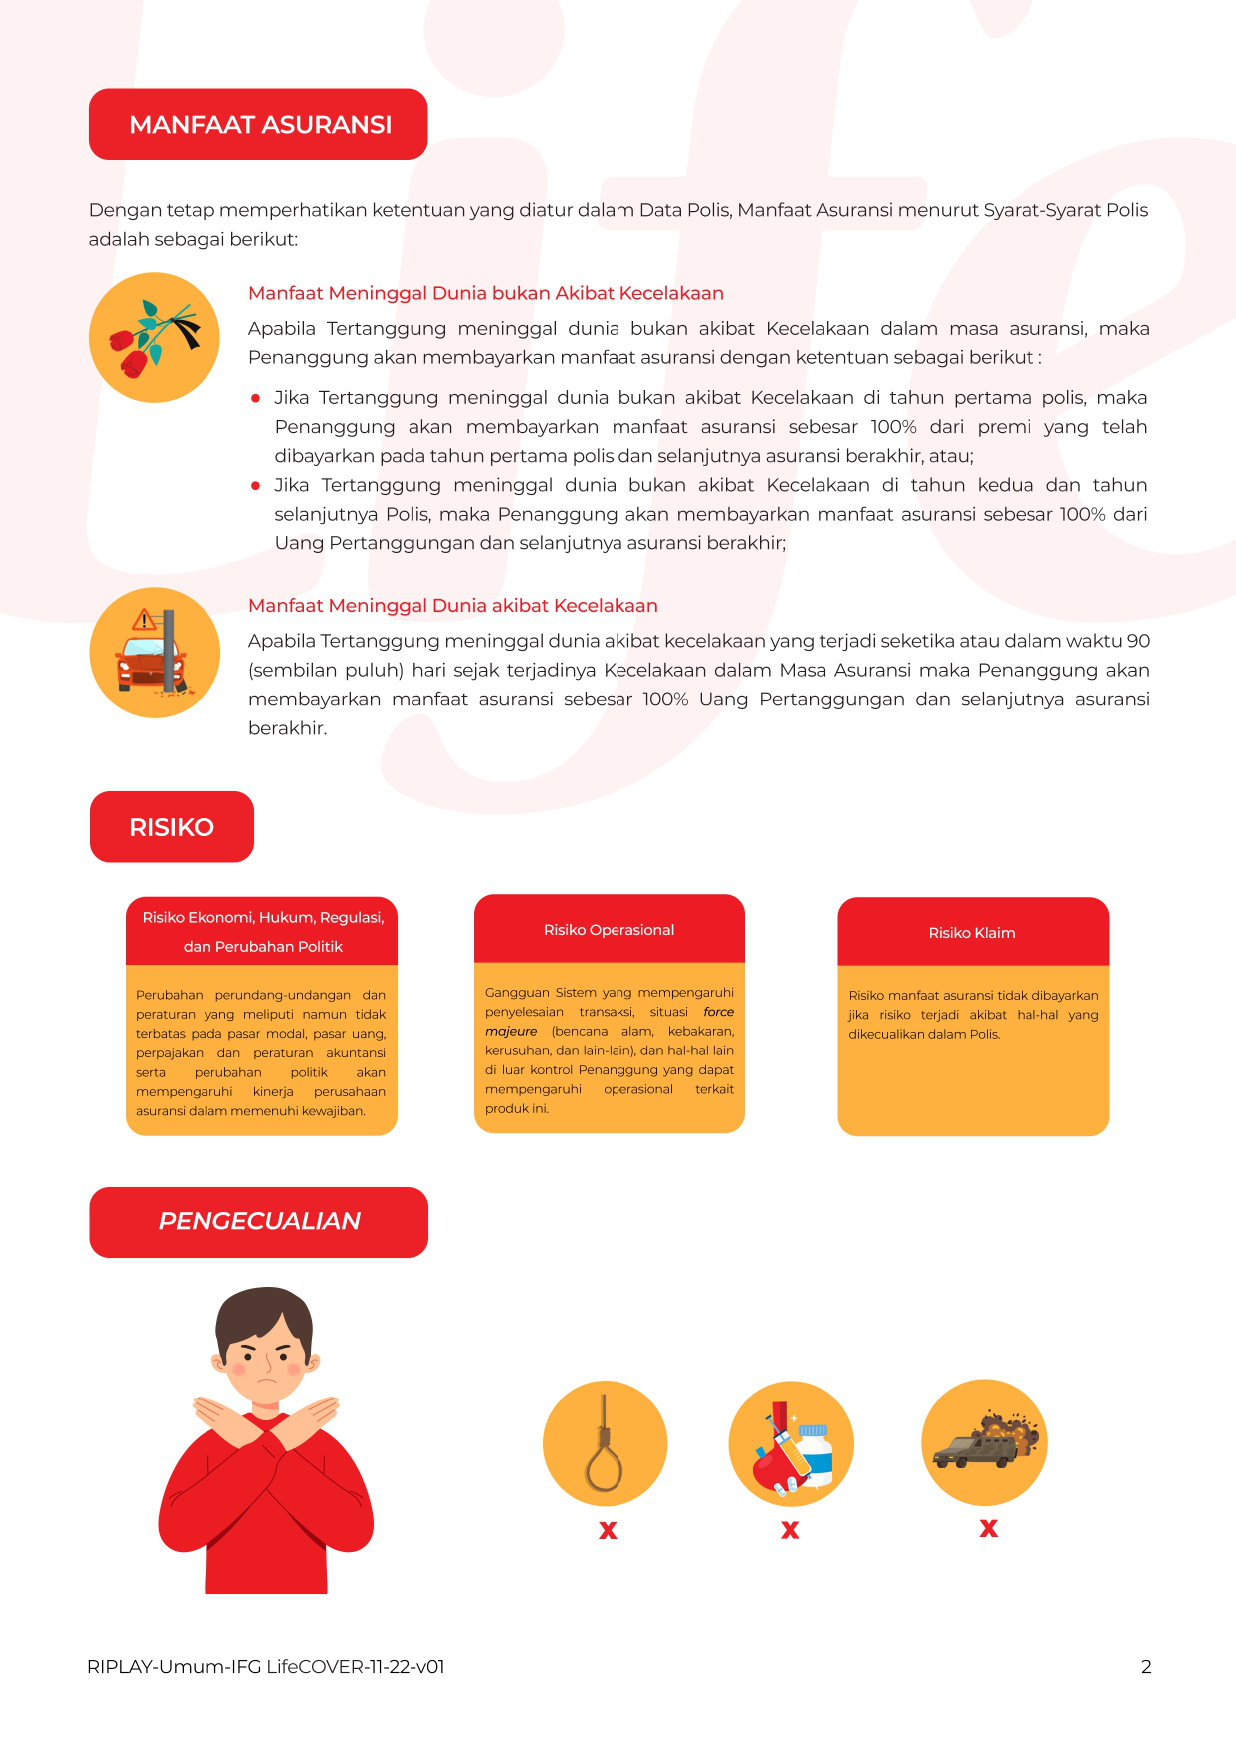 MANFAAT ASURANSI
Dengan tetap memperhatikan ketentuan yang diatur dalam Data Polis, Manfaat Asuransi menurut Syarat-Syarat Polis
adalah sebagai berikut:
Manfaat Meninggal Dunia bukan Akibat Kecelakaan
Apabila Tertanggung meninggal dunia bukan akibat Kecelakaan dalam masa asuransi, maka
Penanggung akan membayarkan manfaat asuransi dengan ketentuan sebagai berikut :
• Jika Tertanggung meninggal dunia bukan akibat Kecelakaan di tahun pertama polis, maka
Penanggung akan membayarkan manfaat asuransi sebesar 100% dari premi yang telah
dibayarkan pada tahun pertama polis dan selanjutnya asuransi berakhir, atau;
• Jika Tertanggung meninggal dunia bukan akibat Kecelakaan di tahun kedua dan tahun
selanjutnya Polis, maka Penanggung akan membayarkan manfaat asuransi sebesar 100% dari
Uang Pertanggungan dan selanjutnya asuransi berakhir;
Manfaat Meninggal Dunia akibat Kecelakaan
Apabila Tertanggung meninggal dunia akibat kecelakaan yang terjadi seketika atau dalam waktu 90
(sembilan puluh) hari sejak terjadinya Kecelakaan dalam Masa Asuransi maka Penanggung akan
membayarkan manfaat asuransi sebesar 100% Uang Pertanggungan dan selanjutnya asuransi
berakhir.
RISIKO
Risiko Ekonomi, Hukum, Regulasi,
dan Perubahan Politik
Perubahan perundang-undangan dan
peraturan yang meliputi namun tidak
terbatas pada pasar modal, pasar uang,
perpajakan dan peraturan akuntansi
serta perubahan politik akan
mempengaruhi kinerja perusahaan
asuransi dalam memenuhi kewajiban.
Risiko Operasional
Gangguan Sistem yang mempengaruhi
penyelesaian transaksi, situasi force
majeure (bencana alam, kebakaran,
kerusuhan, dan lain-lain), dan hal-hal lain
di luar kontrol Penanggung yang dapat
mempengaruhi operasional terkait
produk ini.
Risiko Klaim
Risiko manfaat asuransi tidak dibayarkan
jika risiko terjadi akibat hal-hal yang
dikecualikan dalam Polis.
PENGECUALIAN
X X X
RIPLAY-Umum-IFG LifeCOVER-11-22-v01
2
Life